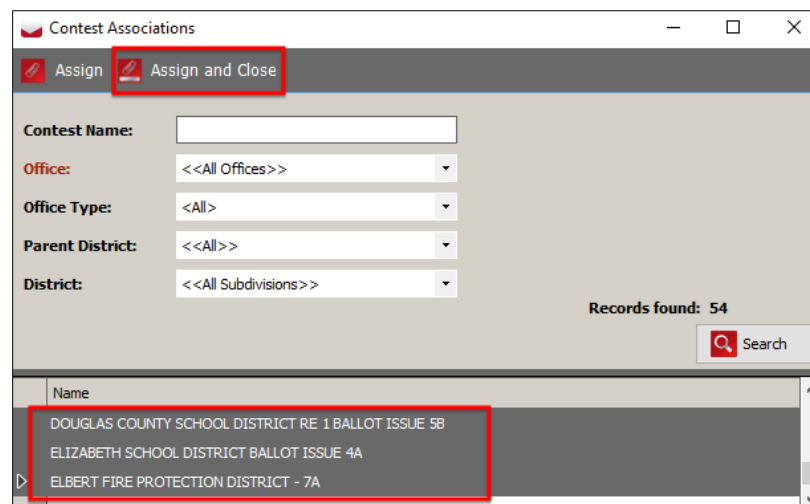 Contest Associations
Assign Assign and Close
Contest Name:
Office: <<All Offices>>
Office Type: <All>
Parent District: <<All>>
District: <<All Subdivisions>>
Records found: 54
Search
Name
DOUGLAS COUNTY SCHOOL DISTRICT RE 1 BALLOT ISSUE 5B
ELIZABETH SCHOOL DISTRICT BALLOT ISSUE 4A
ELBERT FIRE PROTECTION DISTRICT - 7A